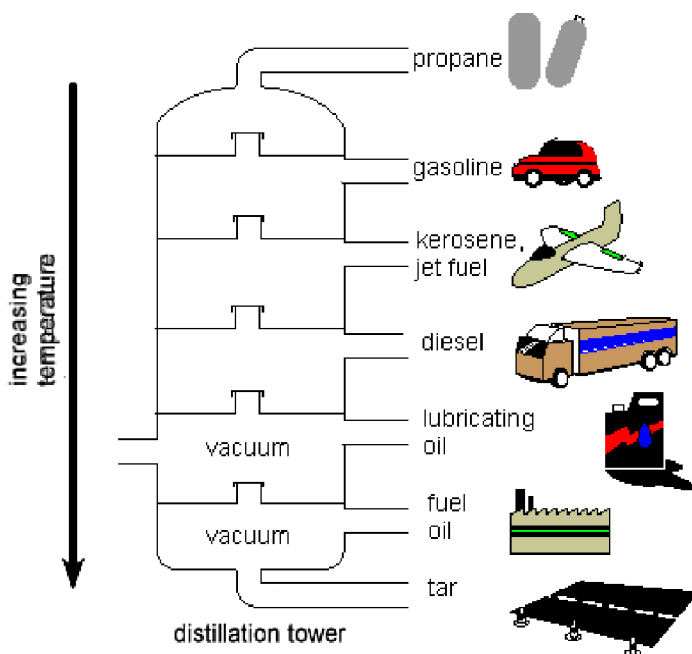 propane
gasoline
kerosene,
jet fuel
diesel
lubricating
oil
vacuum
fuel
oil
vacuum
tar
increasing
temperature
distillation tower